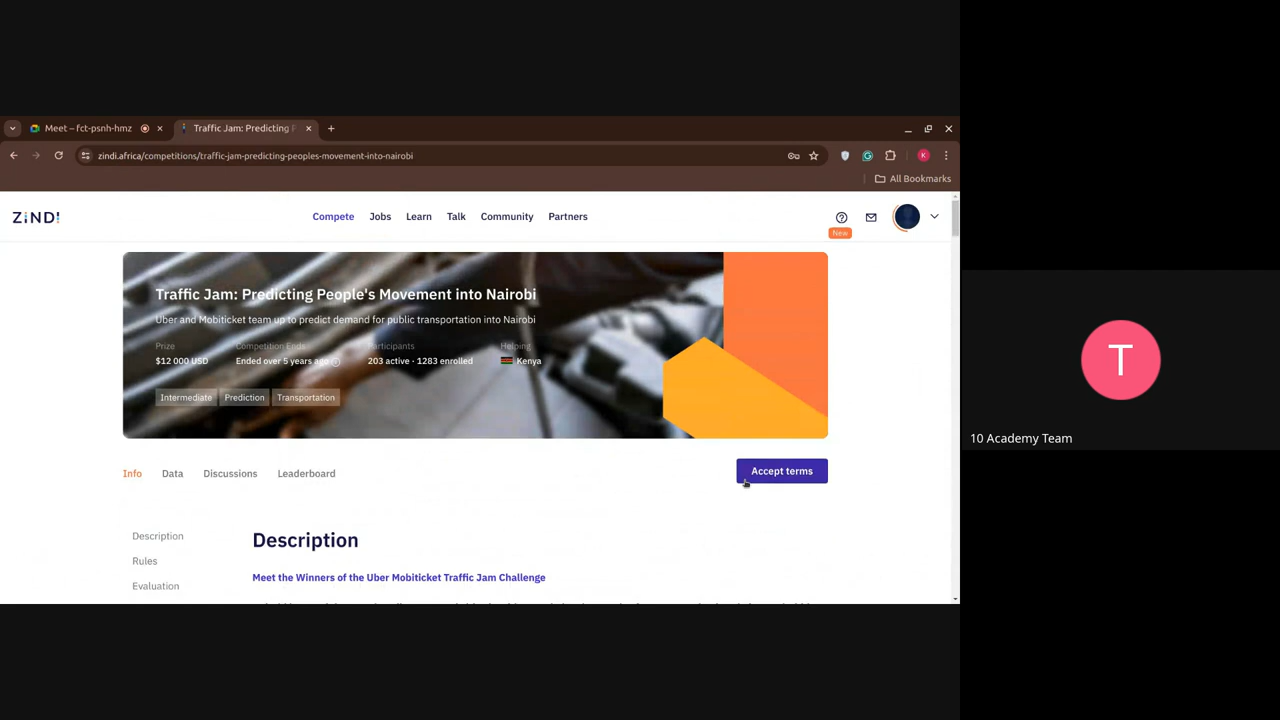 Meet – fct-psnh-hmz
Traffic Jam: Predicting P
zindi.africa/competitions/traffic-jam-predicting-peoples-movement-into-nairobi
K
All Bookmarks
ZiNDi
Compete
Jobs
Learn
Talk
Community
Partners
New
Traffic Jam: Predicting People's Movement into Nairobi
Uber and Mobiticket team up to predict demand for public transportation into Nairobi
Prize
Competition Ends
Participants
Helping
$12 000 USD
Ended over 5 years ago
203 active · 1283 enrolled
Kenya
Intermediate
Prediction
Transportation
Info
Data
Discussions
Leaderboard
Accept terms
Description
Rules
Evaluation
Description
Meet the Winners of the Uber Mobiticket Traffic Jam Challenge
T
10 Academy Team